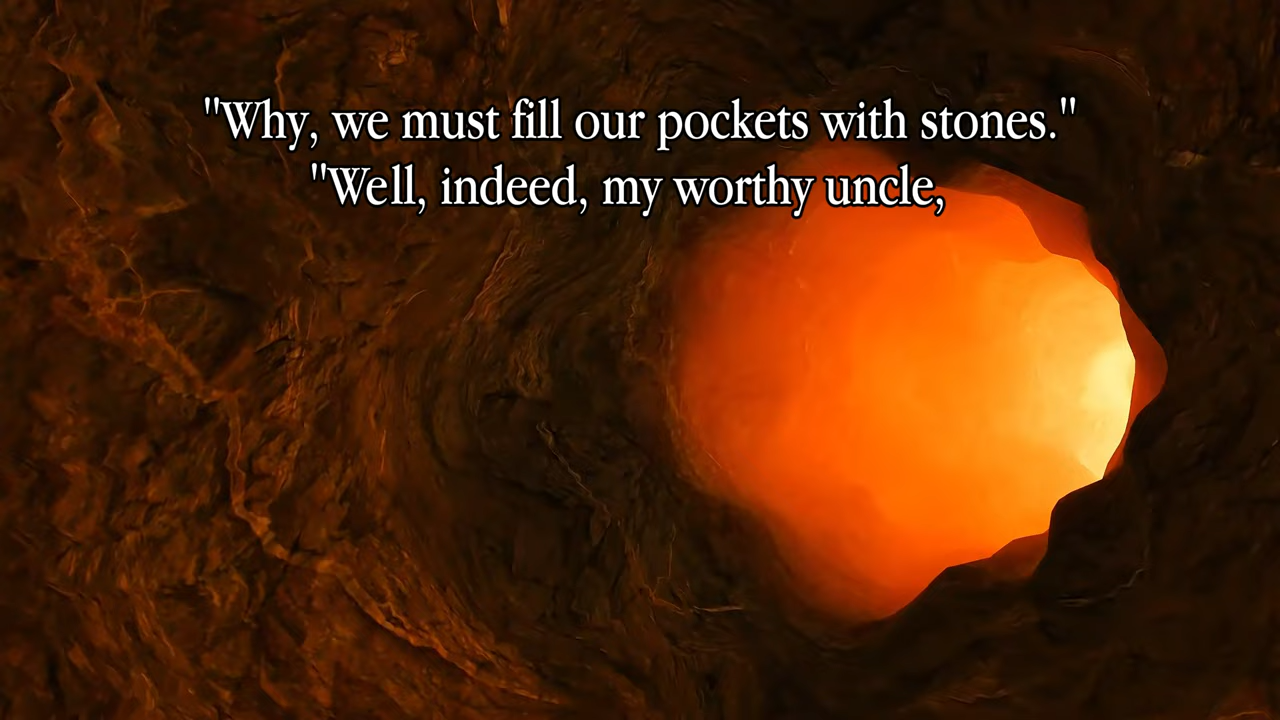 "Why, we must fill our pockets with stones."
"Well, indeed, my worthy uncle,